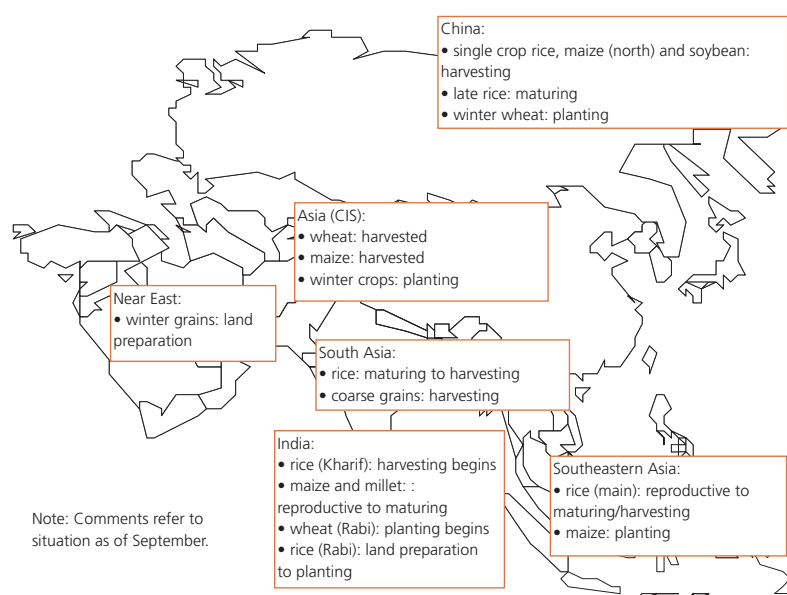 China:
• single crop rice, maize (north) and soybean:
harvesting
• late rice: maturing
• winter wheat: planting
Asia (CIS):
• wheat: harvested
• maize: harvested
• winter crops: planting
Near East:
• winter grains: land
preparation
South Asia:
• rice: maturing to harvesting
• coarse grains: harvesting
India:
• rice (Kharif): harvesting begins
• maize and millet: :
reproductive to maturing
• wheat (Rabi): planting begins
• rice (Rabi): land preparation
to planting
Southeastern Asia:
• rice (main): reproductive to
maturing/harvesting
• maize: planting
Note: Comments refer to
situation as of September.